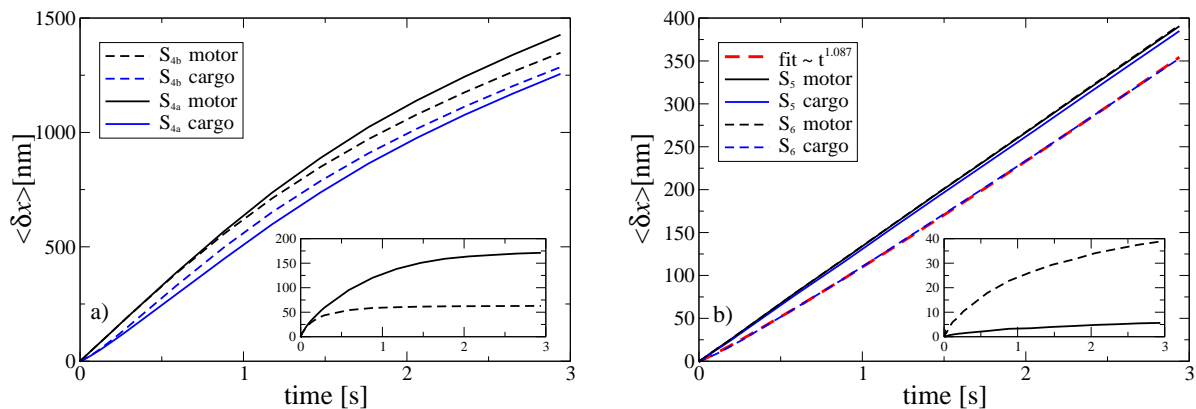 1500
1000
500
0
0
1
2
3
<δx>[nm]
time [s]
S4b motor
S4b cargo
S4a motor
S4a cargo
a)
200
150
100
50
0
0
1
2
3
400
350
300
250
200
150
100
50
0
0
1
2
3
<δx>[nm]
time [s]
fit ~ t^1.087
S5 motor
S5 cargo
S6 motor
S6 cargo
b)
40
30
20
10
0
0
1
2
3